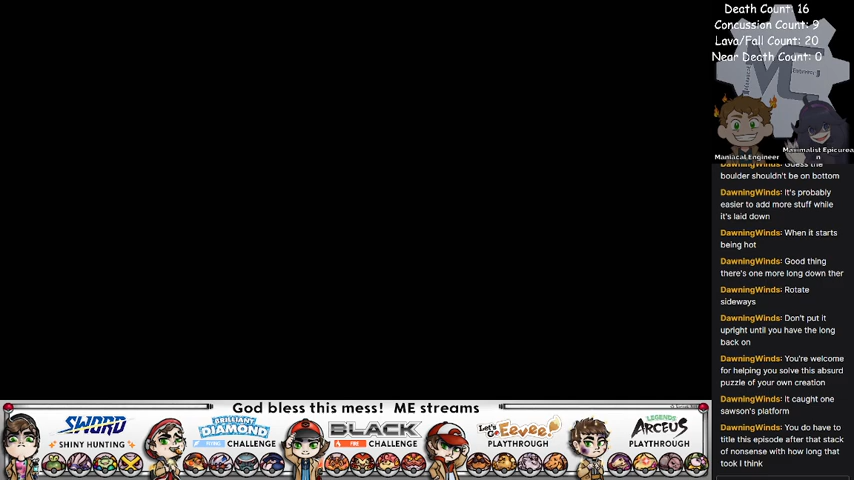 Death Count: 16
Concussion Count: 9
Lava/Fall Count: 20
Near Death Count: 0
Maniacal Engineer
Maximalist Epicurea
n
Guess the
boulder shouldn't be on bottom
DawningWinds: It's probably
easier to add more stuff while
it's laid down
DawningWinds: When it starts
being hot
DawningWinds: Good thing
there's one more long down ther
DawningWinds: Rotate
sideways
DawningWinds: Don't put it
upright until you have the long
back on
DawningWinds: You're welcome
for helping you solve this absurd
puzzle of your own creation
DawningWinds: It caught one
sawson's platform
DawningWinds: You do have to
title this episode after that stack
of nonsense with how long that
took I think
God bless this mess! ME streams
SWORD
SHINY HUNTING
BRILLIANT
DIAMOND
FLYING CHALLENGE
BLACK
FIRE CHALLENGE
Let's Go Eevee!
PLAYTHROUGH
LEGENDS
ARCEUS
PLAYTHROUGH